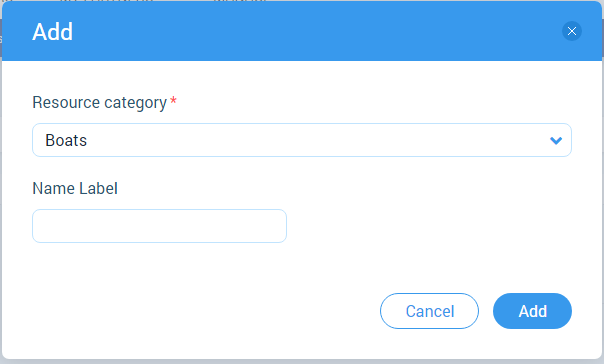 Add
Resource category *
Boats
Name Label
Cancel
Add